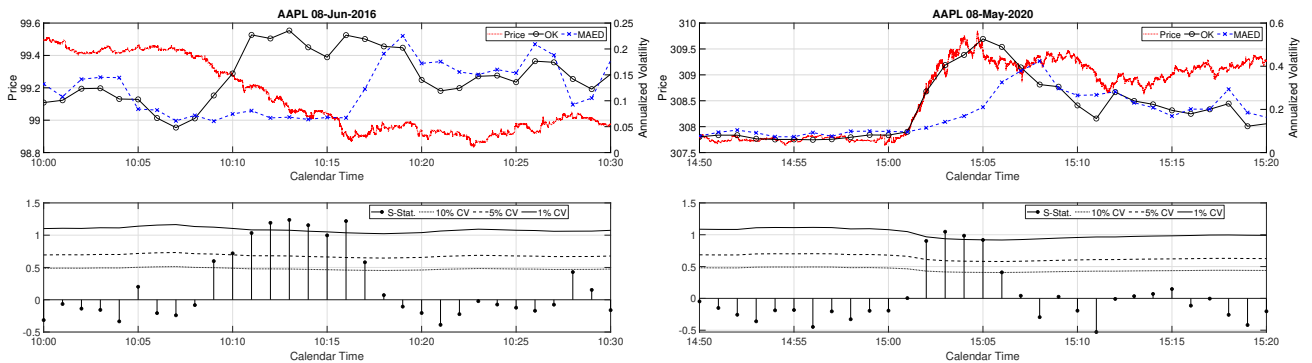 AAPL 08-Jun-2016
99.6
99.4
99.2
99
98.8
Price
Price OK MAED
0.25
0.2
0.15
0.1
0.05
0
Annualized Volatility
10:00 10:05 10:10 10:15 10:20 10:25 10:30
Calendar Time
AAPL 08-May-2020
310
309.5
309
308.5
308
307.5
Price
Price OK MAED
0.6
0.4
0.2
0
Annualized Volatility
14:50 14:55 15:00 15:05 15:10 15:15 15:20
Calendar Time
1.5
1
0.5
0
-0.5
S-Stat. 10% CV 5% CV 1% CV
10:00 10:05 10:10 10:15 10:20 10:25 10:30
Calendar Time
1.5
1
0.5
0
-0.5
S-Stat. 10% CV 5% CV 1% CV
14:50 14:55 15:00 15:05 15:10 15:15 15:20
Calendar Time